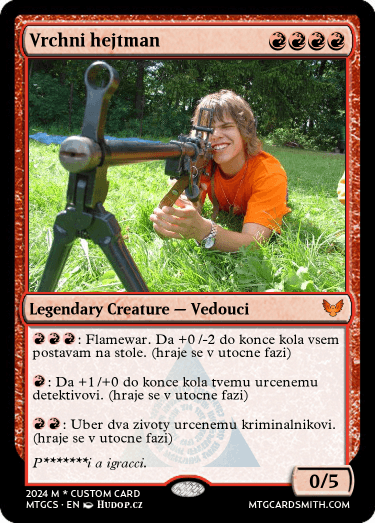 Vrchni hejtman
: Flamewar. Da +0/-2 do konce kola vsem
postavam na stole. (hraje se v utocne fazi)
: Da +1/+0 do konce kola tvemu urcenemu
detektivovi. (hraje se v utocne fazi)
: Uber dva zivoty urcenemu kriminalnikovi.
(hraje se v utocne fazi)
P*******i a igracci.
Legendary Creature — Vedouci
0/5
2024 M * CUSTOM CARD
MTGCS · EN HUDOP.CZ
MTGCARDSMITH.COM